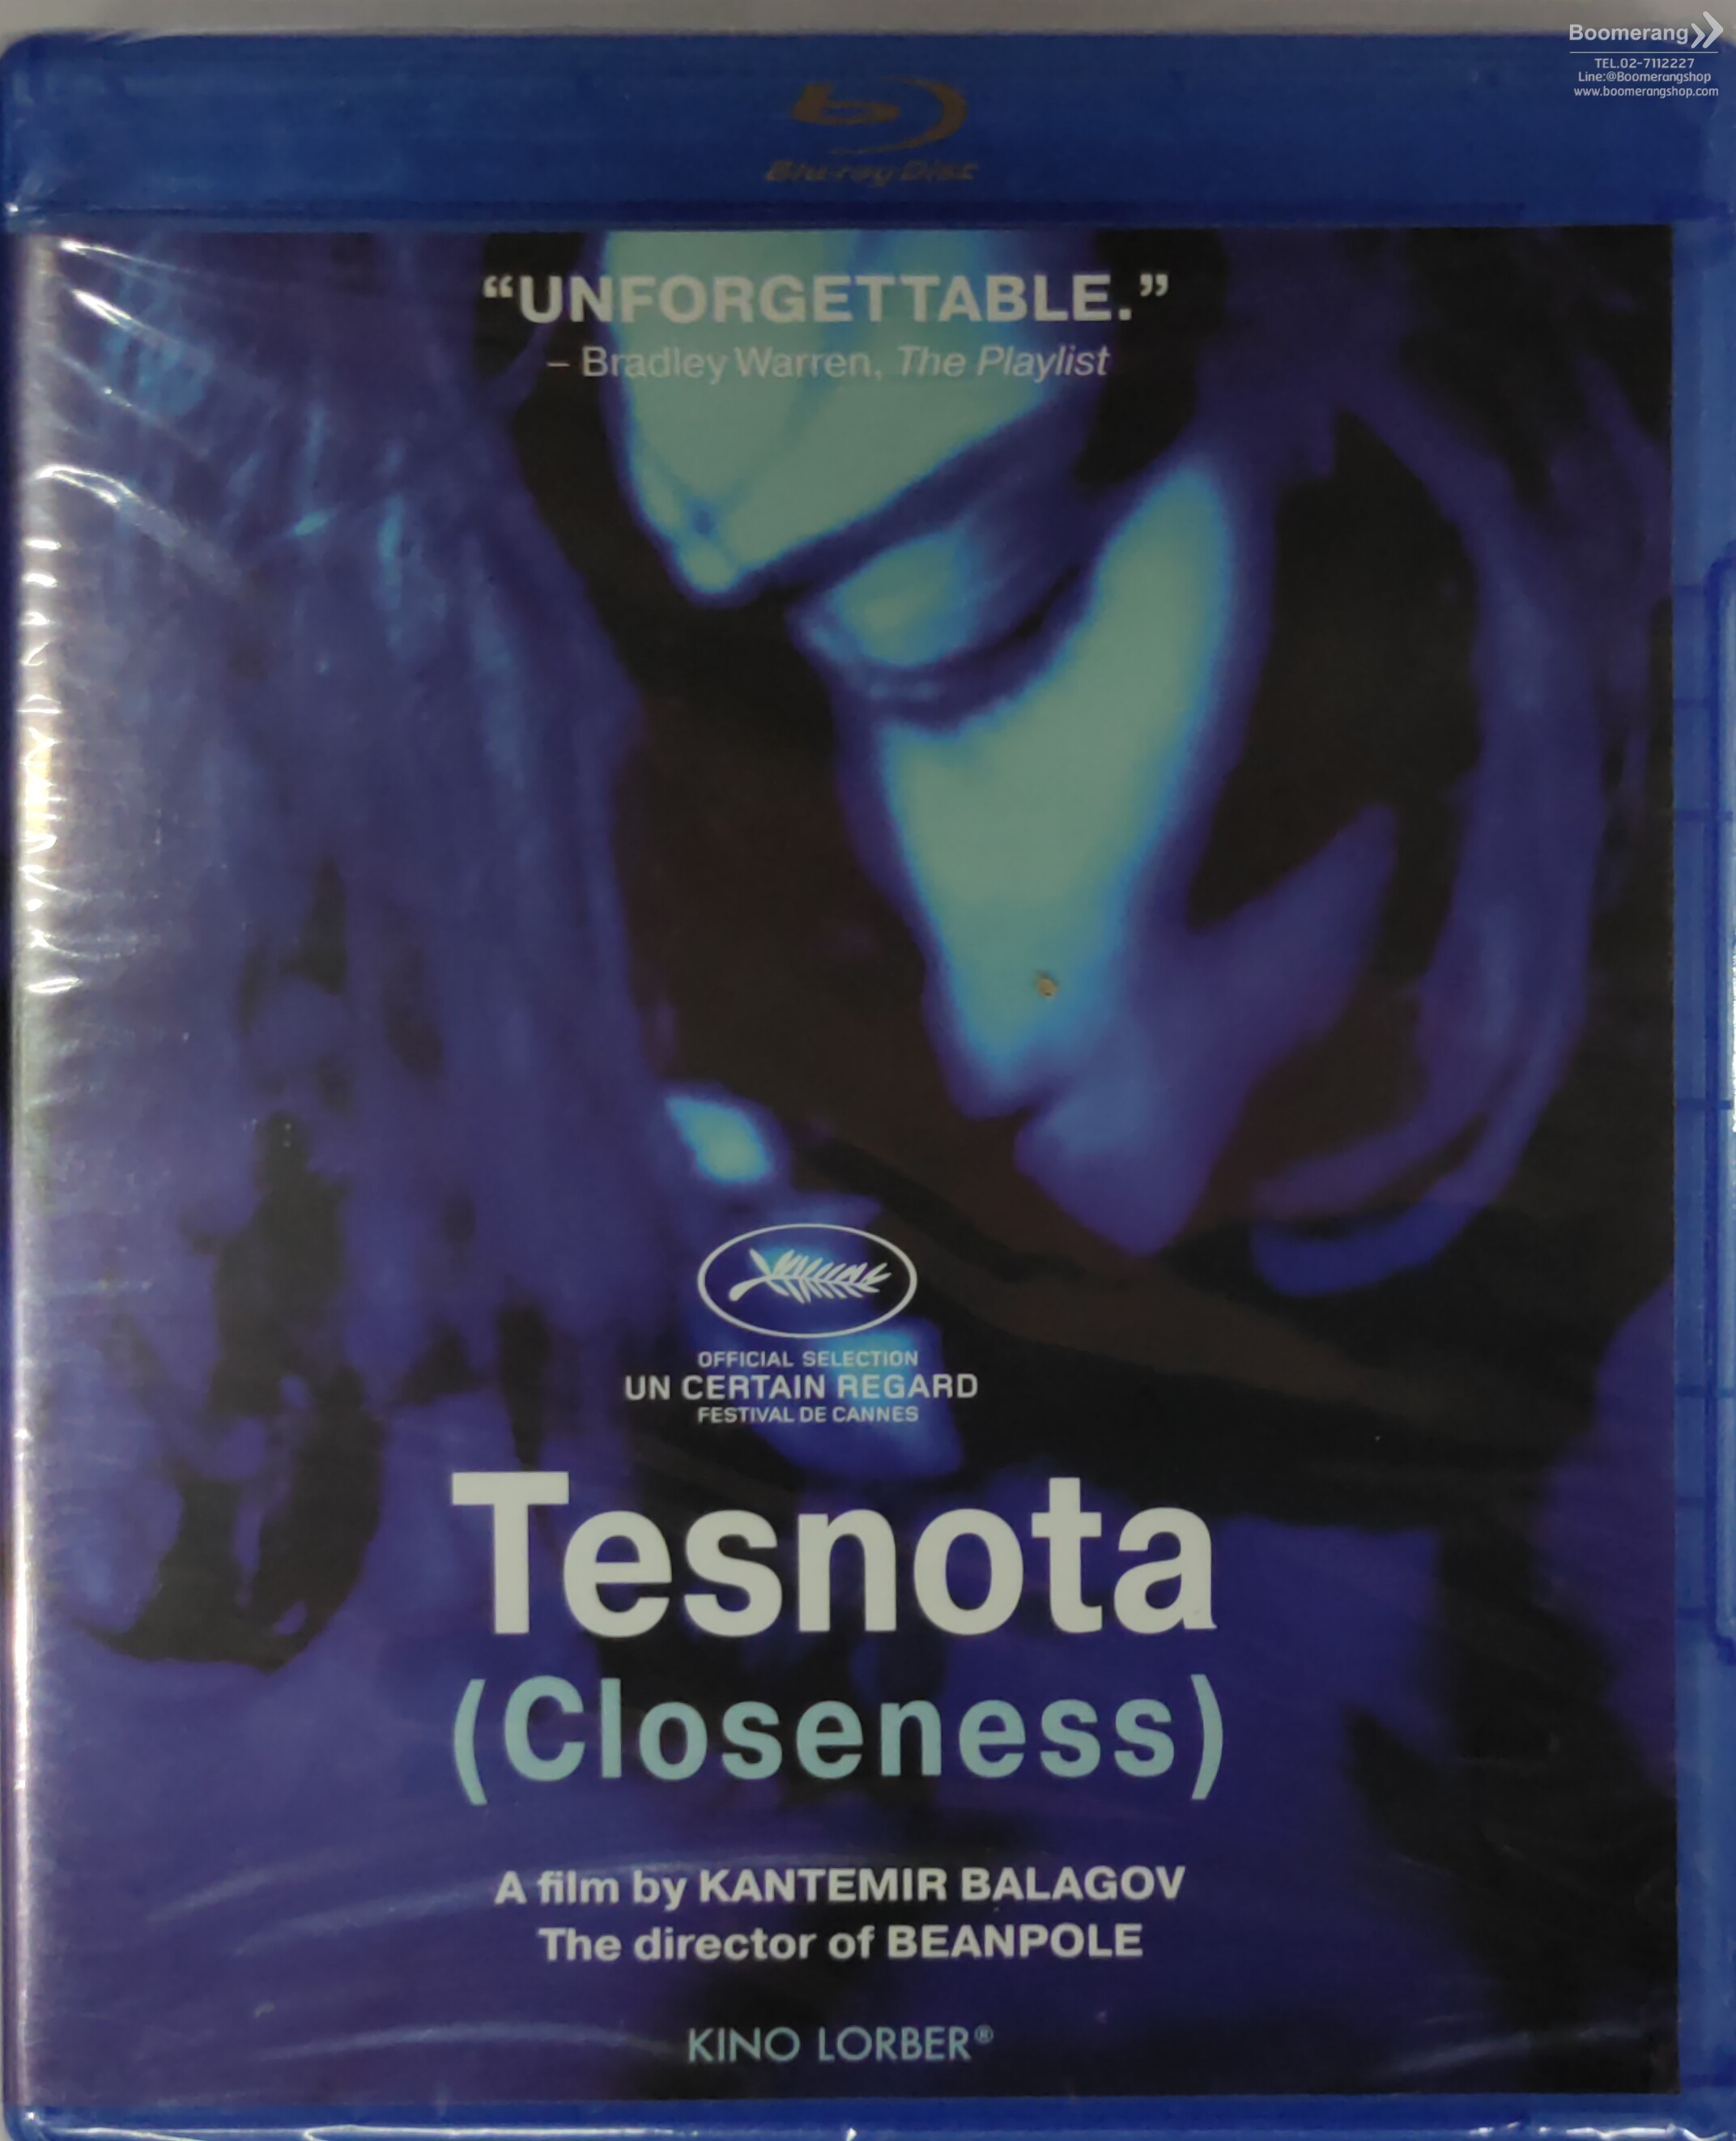 Boomerang
TEL.02-7112227
Line:@Boomerangshop
www.boomerangshop.com
Blu-ray Disc
“UNFORGETTABLE.”
– Bradley Warren, The Playlist
OFFICIAL SELECTION
UN CERTAIN REGARD
FESTIVAL DE CANNES
Tesnota
(Closeness)
A film by KANTEMIR BALAGOV
The director of BEANPOLE
KINO LORBER®